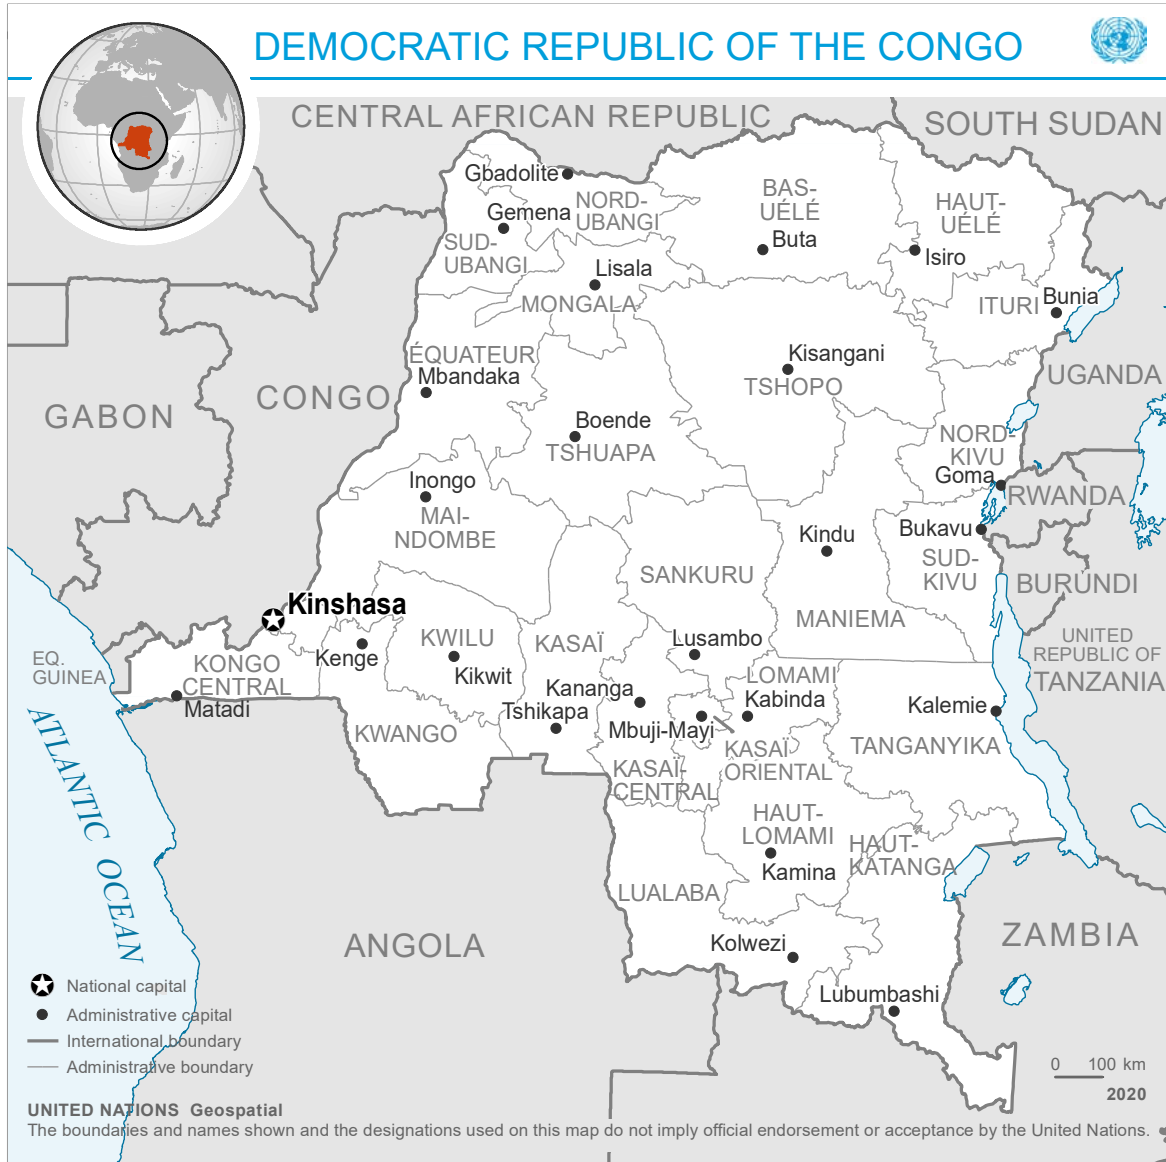 DEMOCRATIC REPUBLIC OF THE CONGO
CENTRAL AFRICAN REPUBLIC
SOUTH SUDAN
Gbadolite
NORD-
UBANGI
BAS-
UÉLÉ
HAUT-
UÉLÉ
Gemena
SUD-
UBANGI
Buta
Isiro
Lisala
MONGALA
ITURI
Bunia
ÉQUATEUR
Mbandaka
Kisangani
TSHOPO
UGANDA
CONGO
GABON
Boende
TSHUAPA
NORD-
KIVU
Goma
RWANDA
Inongo
MAI-
NDOMBE
Kindu
Bukavu
SUD-
KIVU
SANKURU
BURUNDI
Kinshasa
MANIEMA
KWILU
KASAÏ
Lusambo
UNITED
REPUBLIC OF
TANZANIA
EQ.
GUINEA
KONGO
CENTRAL
Kenge
Kikwit
LOMAMI
Kananga
Kabinda
Matadi
Tshikapa
Mbuji-Mayi
Kalemie
KWANGO
KASAÏ
ORIENTAL
TANGANYIKA
KASAÏ-
CENTRAL
ATLANTIC OCEAN
HAUT-
LOMAMI
HAUT-
KATANGA
Kamina
LUALABA
ANGOLA
Kolwezi
ZAMBIA
Lubumbashi
National capital
Administrative capital
International boundary
Administrative boundary
0 100 km
2020
UNITED NATIONS Geospatial
The boundaries and names shown and the designations used on this map do not imply official endorsement or acceptance by the United Nations.